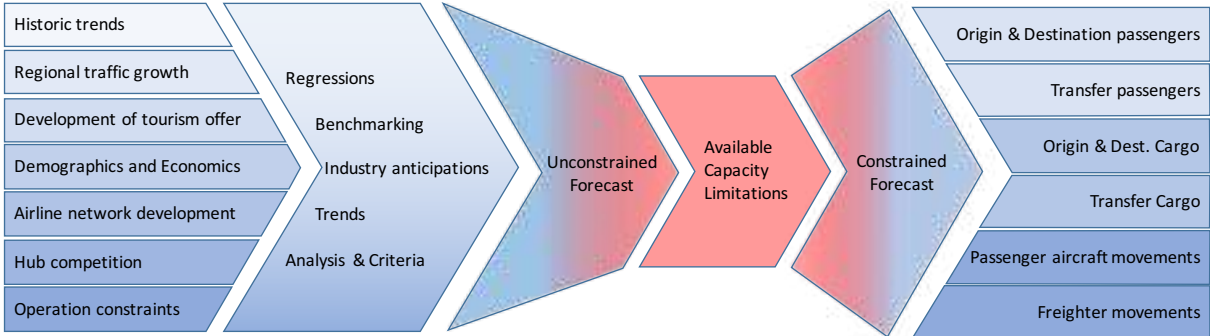 Historic trends
Regional traffic growth
Development of tourism offer
Demographics and Economics
Airline network development
Hub competition
Operation constraints
Regressions
Benchmarking
Industry anticipations
Trends
Analysis & Criteria
Unconstrained
Forecast
Available
Capacity
Limitations
Constrained
Forecast
Origin & Destination passengers
Transfer passengers
Origin & Dest. Cargo
Transfer Cargo
Passenger aircraft movements
Freighter movements